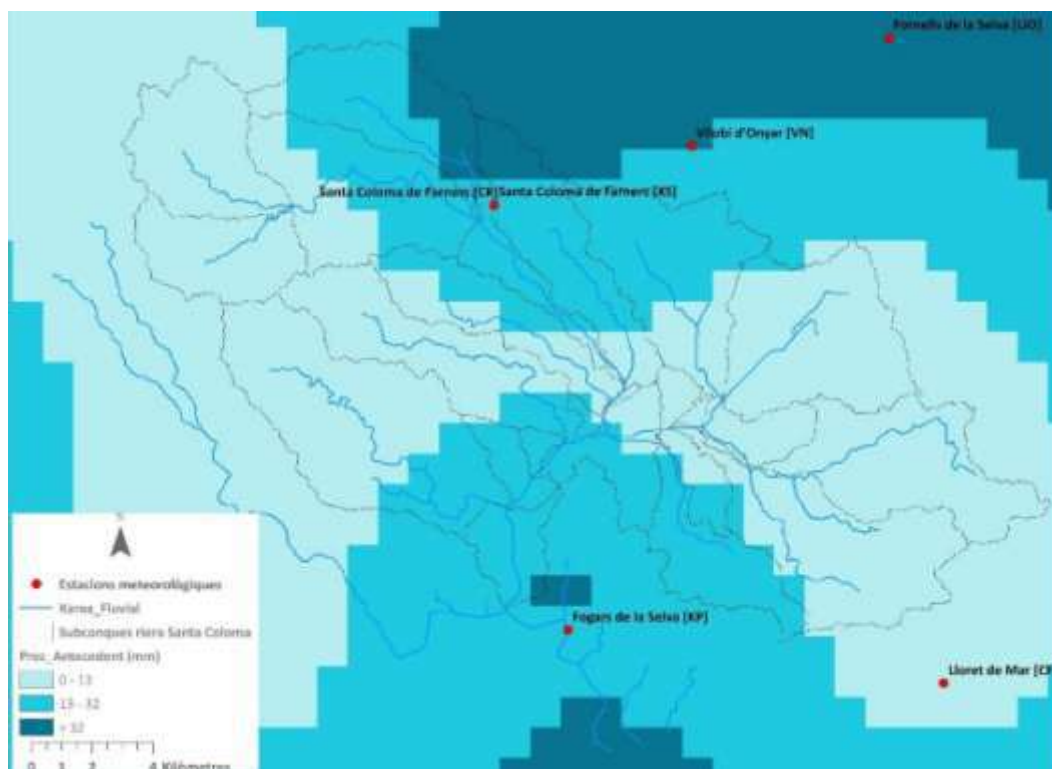 Fornells de la Selva [UO]
Vilobi d'Onyar [VN]
Santa Coloma de Farners [CR] Santa Coloma de Farners [XS]
Fogars de la Selva [KP]
Lloret de Mar [CR
N
Estacions meteorològiques
Xarxa_Fluvial
Subconques riera Santa Coloma
Prec_Antecedent (mm)
0 - 13
13 - 32
> 32
0 1 2 4 Kilòmetres